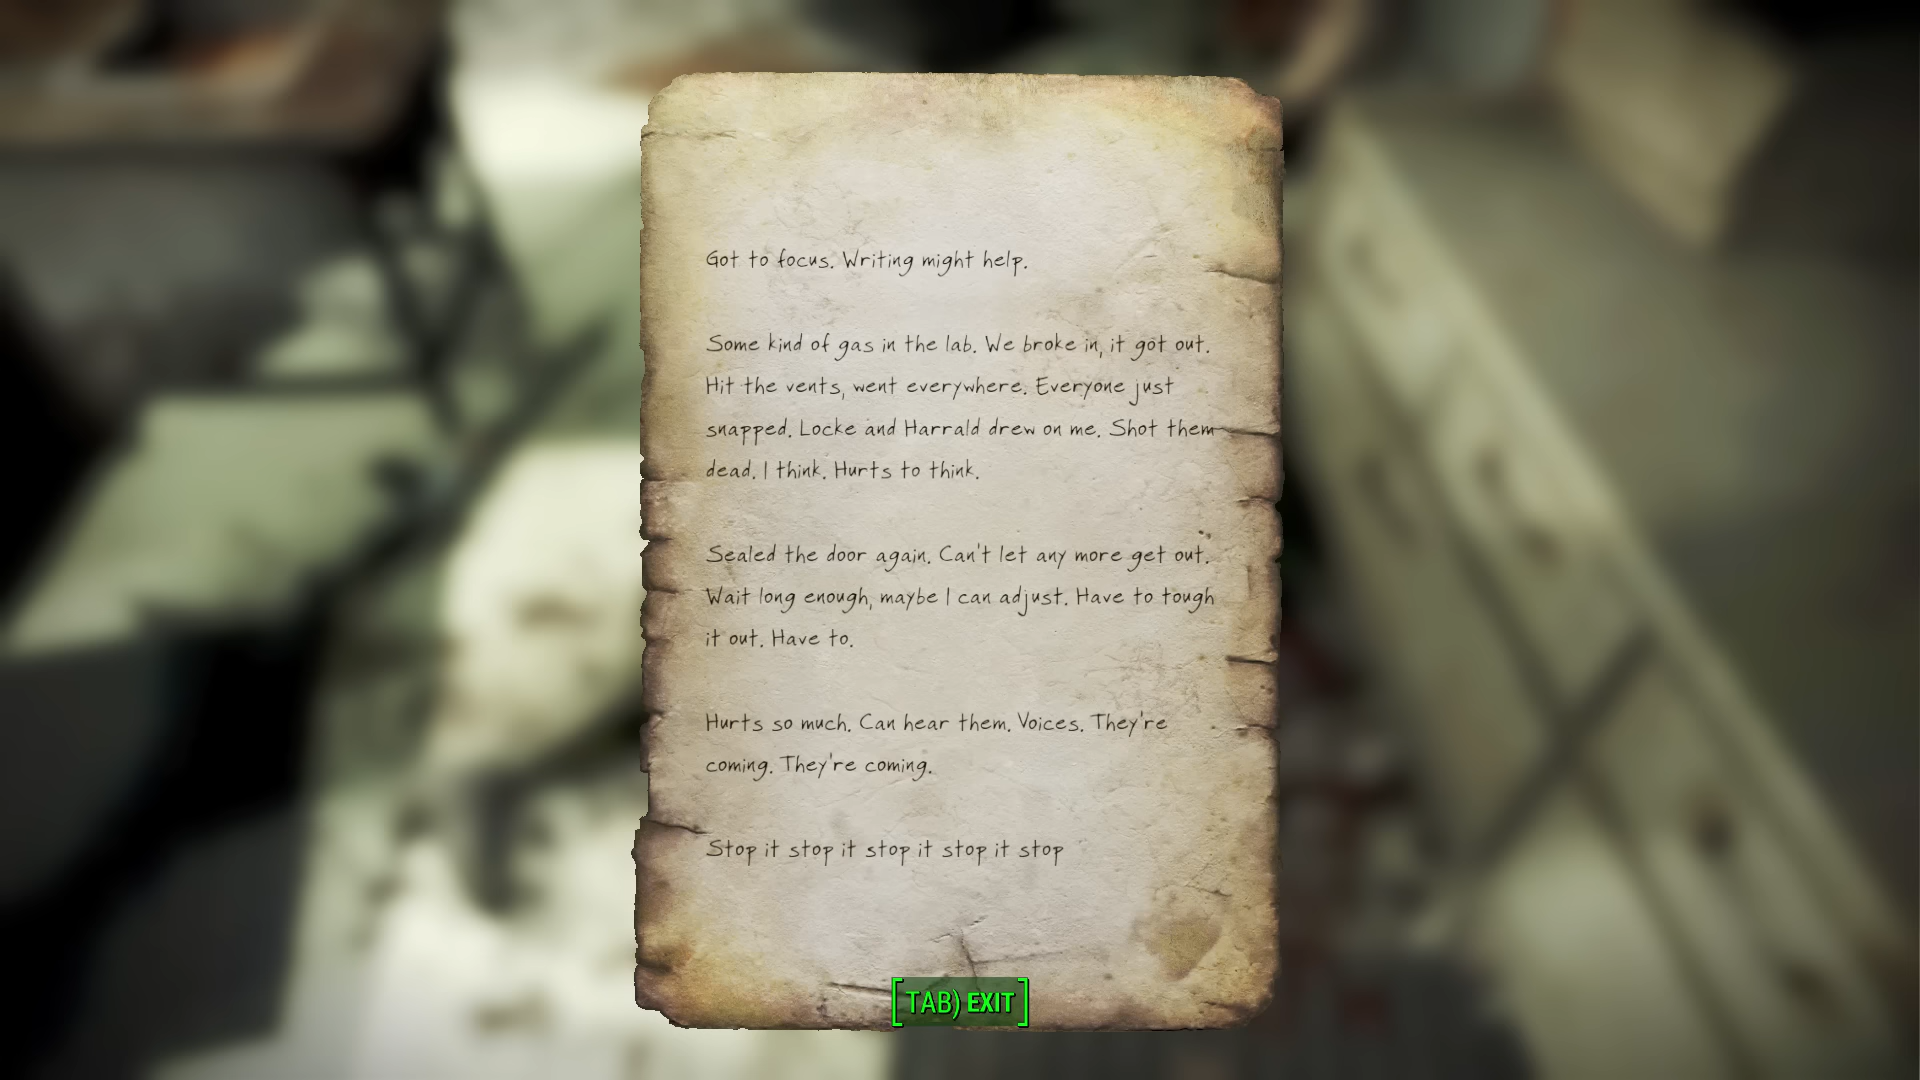 Got to focus. Writing might help.
Some kind of gas in the lab. We broke in, it got out.
Hit the vents, went everywhere. Everyone just
snapped. Locke and Harrald drew on me. Shot them
dead. I think. Hurts to think.
Sealed the door again. Can't let any more get out.
Wait long enough, maybe I can adjust. Have to tough
it out. Have to.
Hurts so much. Can hear them. Voices. They're
coming. They're coming.
Stop it stop it stop it stop it stop
[TAB) EXIT]